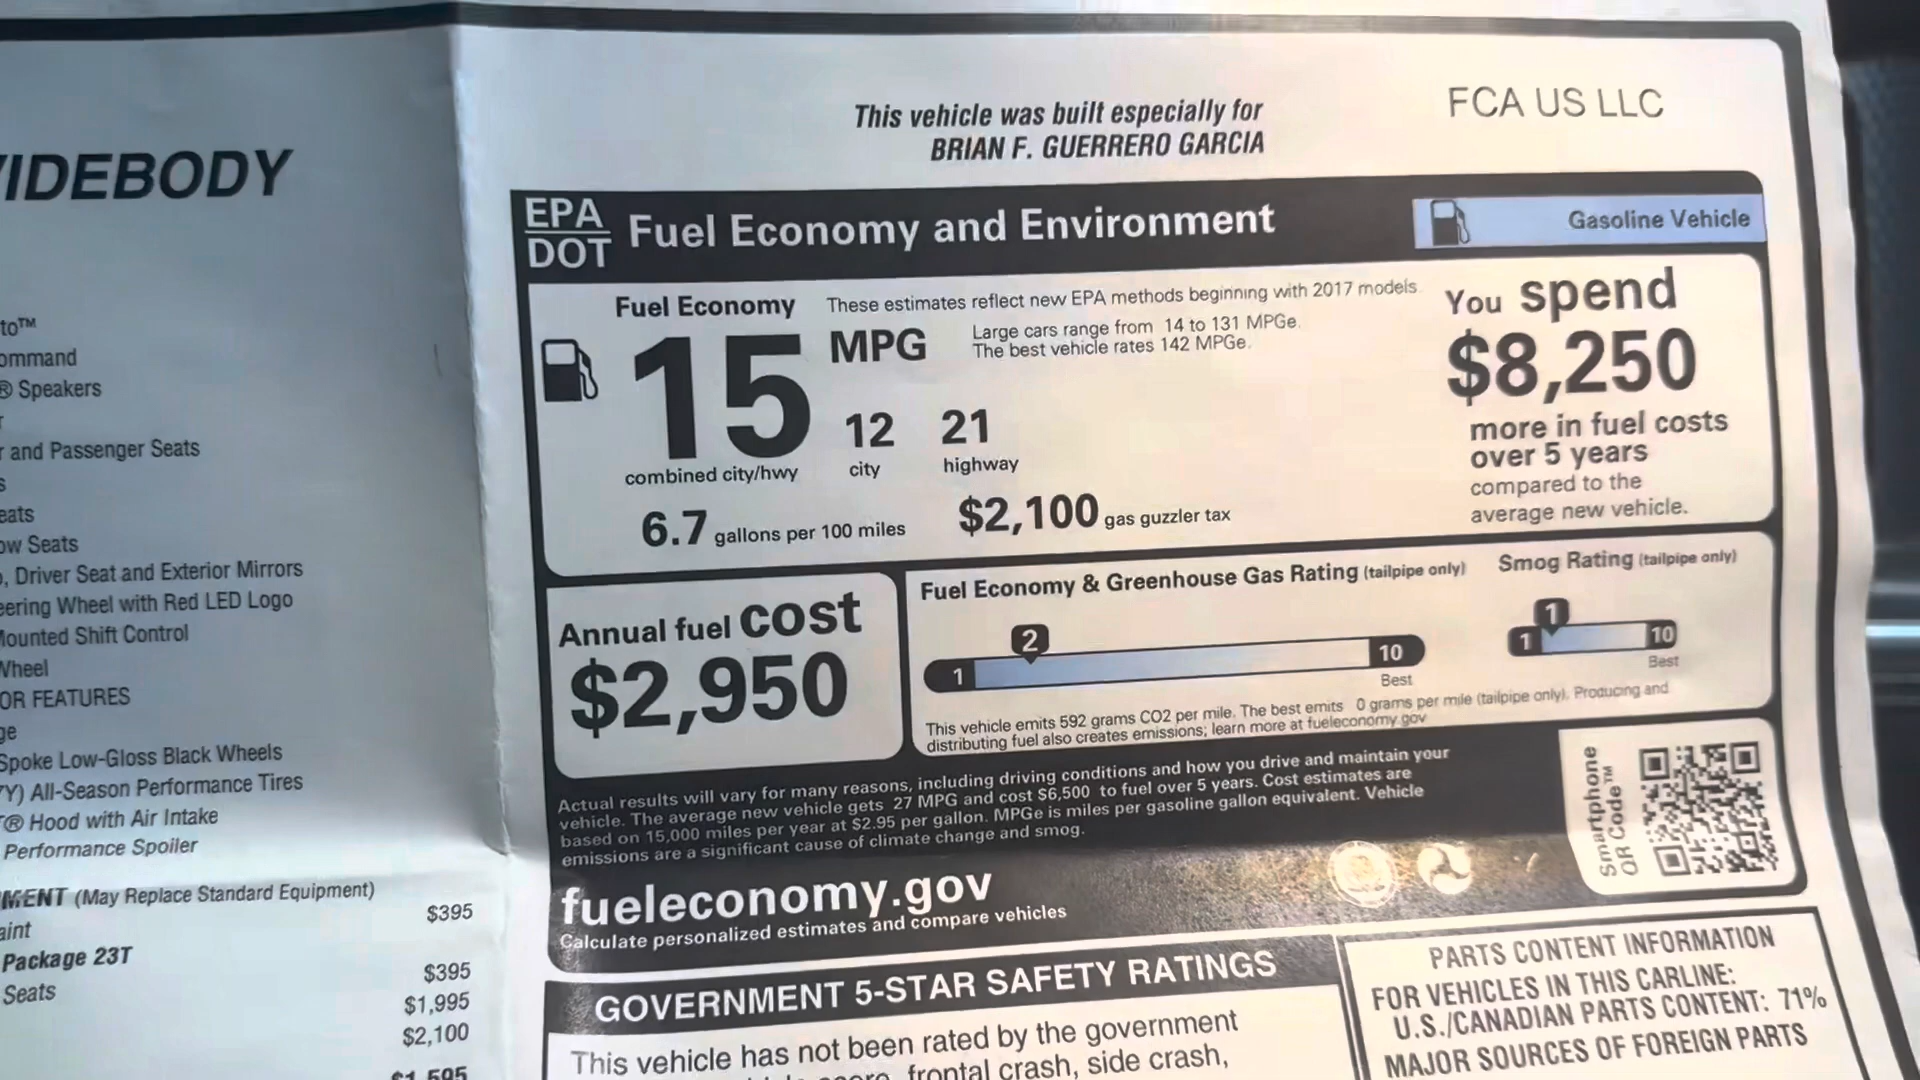 IDEBODY
to™
ommand
® Speakers
r and Passenger Seats
s
eats
ow Seats
, Driver Seat and Exterior Mirrors
eering Wheel with Red LED Logo
Mounted Shift Control
Wheel
OR FEATURES
ge
Spoke Low-Gloss Black Wheels
Y) All-Season Performance Tires
® Hood with Air Intake
Performance Spoiler
MENT (May Replace Standard Equipment)
aint $395
Package 23T
Seats $395
$1,995
$2,100
$1,595
This vehicle was built especially for
BRIAN F. GUERRERO GARCIA
FCA US LLC
EPA
DOT
Fuel Economy and Environment
Gasoline Vehicle
Fuel Economy
These estimates reflect new EPA methods beginning with 2017 models.
15 MPG
Large cars range from 14 to 131 MPGe.
The best vehicle rates 142 MPGe.
combined city/hwy
12
city
21
highway
6.7 gallons per 100 miles
$2,100 gas guzzler tax
You spend
$8,250
more in fuel costs
over 5 years
compared to the
average new vehicle.
Annual fuel cost
$2,950
Fuel Economy & Greenhouse Gas Rating (tailpipe only)
2
1
10
Best
Smog Rating (tailpipe only)
1
1
10
Best
This vehicle emits 592 grams CO2 per mile. The best emits 0 grams per mile (tailpipe only). Producing and
distributing fuel also creates emissions; learn more at fueleconomy.gov
Actual results will vary for many reasons, including driving conditions and how you drive and maintain your
vehicle. The average new vehicle gets 27 MPG and cost $6,500 to fuel over 5 years. Cost estimates are
based on 15,000 miles per year at $2.95 per gallon. MPGe is miles per gasoline gallon equivalent. Vehicle
emissions are a significant cause of climate change and smog.
fueleconomy.gov
Calculate personalized estimates and compare vehicles
Smartphone
QR Code™
GOVERNMENT 5-STAR SAFETY RATINGS
This vehicle has not been rated by the government
frontal crash, side crash,
PARTS CONTENT INFORMATION
FOR VEHICLES IN THIS CARLINE:
U.S./CANADIAN PARTS CONTENT: 71%
MAJOR SOURCES OF FOREIGN PARTS